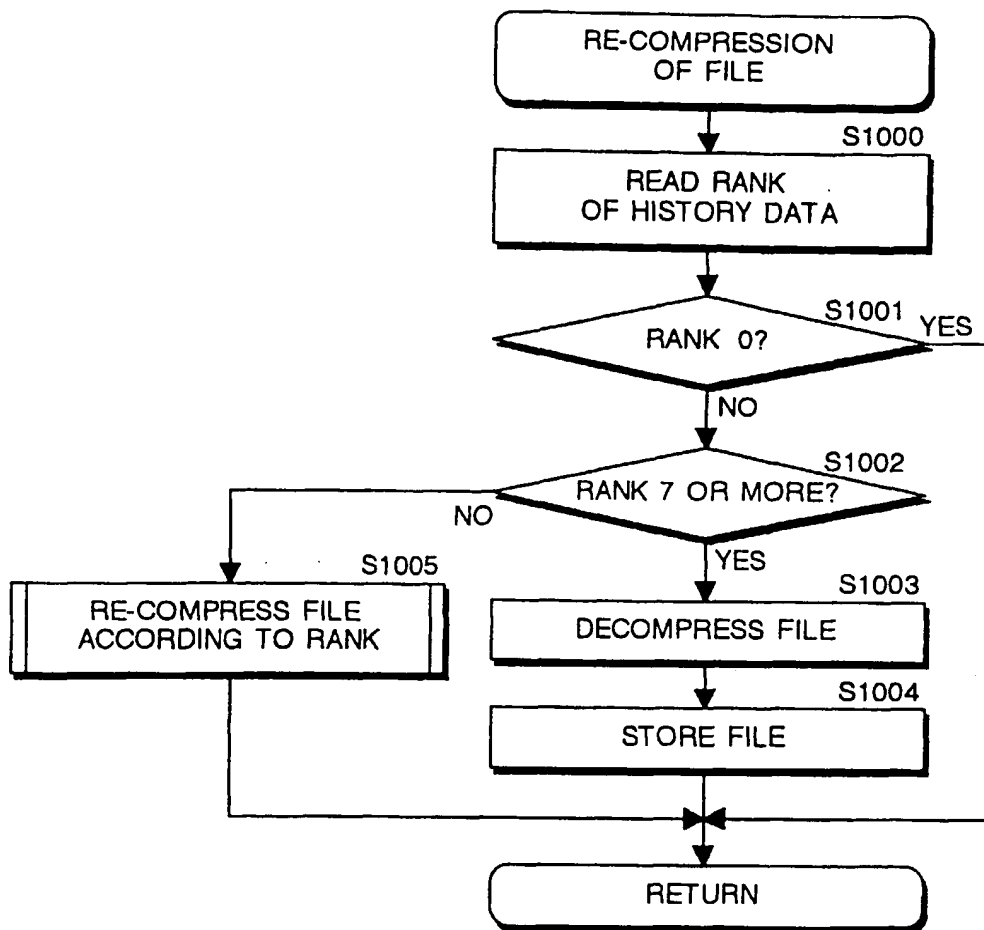 RE-COMPRESSION
OF FILE
S1000
READ RANK
OF HISTORY DATA
S1001
RANK 0?
YES
NO
S1002
RANK 7 OR MORE?
NO
YES
S1005
RE-COMPRESS FILE
ACCORDING TO RANK
S1003
DECOMPRESS FILE
S1004
STORE FILE
RETURN